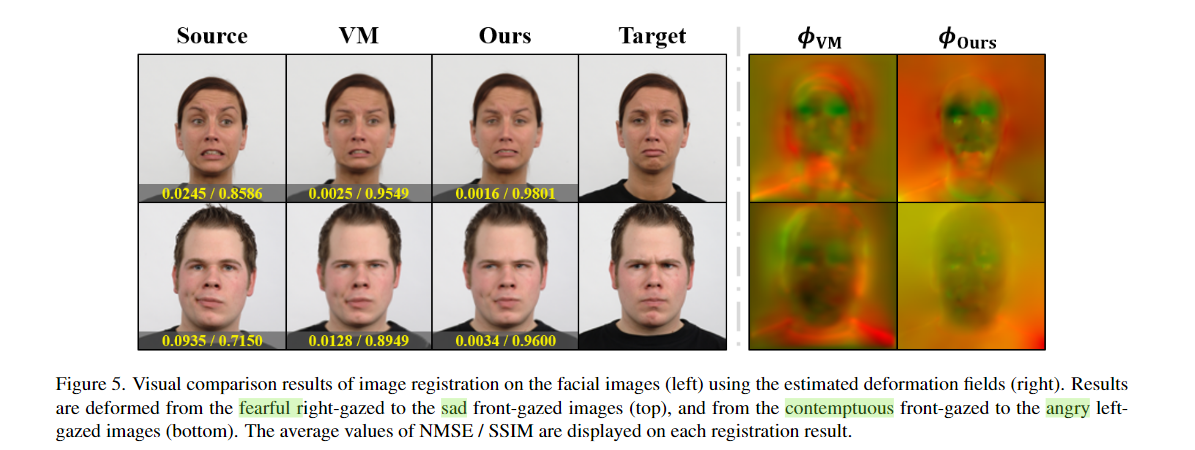 Source VM Ours Target ϕVM ϕOurs
0.0245 / 0.8586 0.0025 / 0.9549 0.0016 / 0.9801
0.0935 / 0.7150 0.0128 / 0.8949 0.0034 / 0.9600
Figure 5. Visual comparison results of image registration on the facial images (left) using the estimated deformation fields (right). Results
are deformed from the fearful right-gazed to the sad front-gazed images (top), and from the contemptuous front-gazed to the angry left-
gazed images (bottom). The average values of NMSE / SSIM are displayed on each registration result.